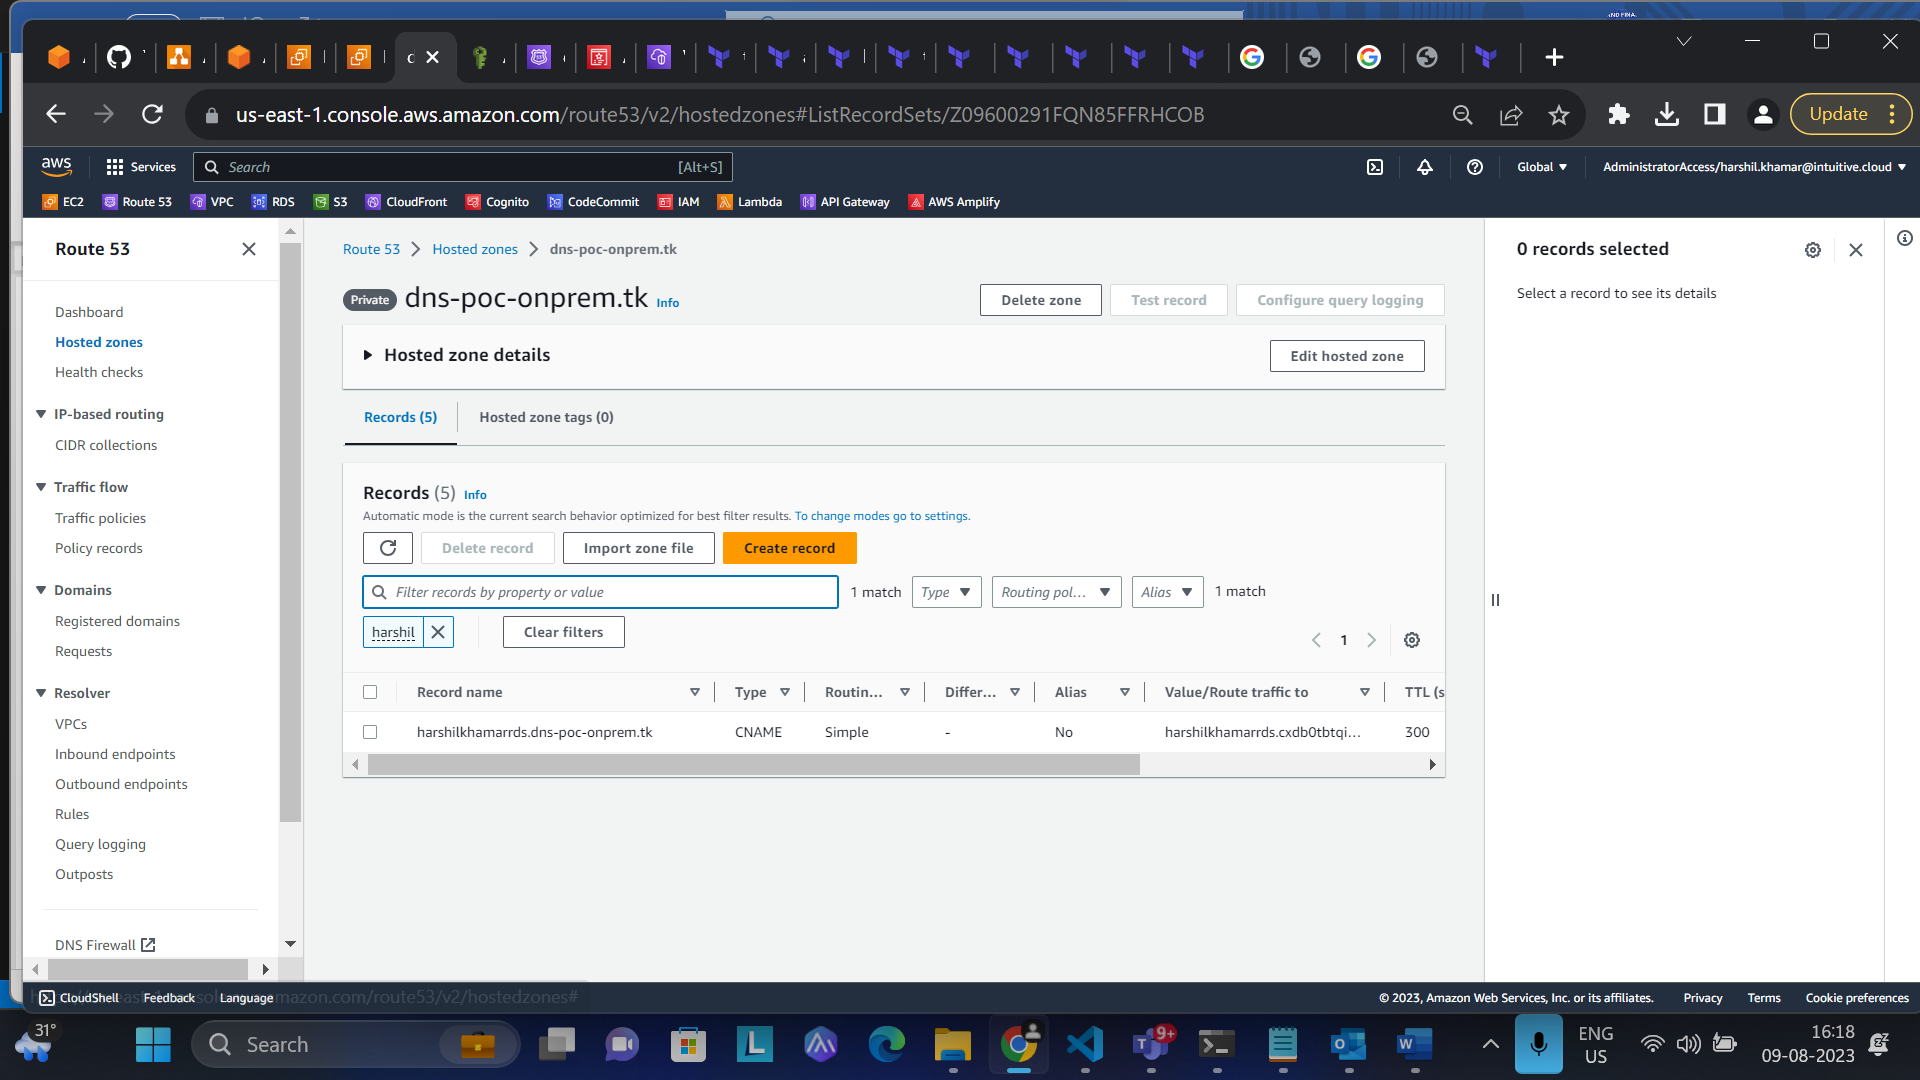 us-east-1.console.aws.amazon.com/route53/v2/hostedzones#ListRecordSets/Z09600291FQN85FFRHCOB
Update
aws
Services
Search
[Alt+S]
Global
AdministratorAccess/harshil.khamar@intuitive.cloud
EC2 Route 53 VPC RDS S3 CloudFront Cognito CodeCommit IAM Lambda API Gateway AWS Amplify
Route 53
Dashboard
Hosted zones
Health checks
IP-based routing
CIDR collections
Traffic flow
Traffic policies
Policy records
Domains
Registered domains
Requests
Resolver
VPCs
Inbound endpoints
Outbound endpoints
Rules
Query logging
Outposts
DNS Firewall
Route 53 Hosted zones dns-poc-onprem.tk
Private dns-poc-onprem.tk Info
Delete zone Test record Configure query logging
Hosted zone details
Edit hosted zone
Records (5) Hosted zone tags (0)
Records (5) Info
Automatic mode is the current search behavior optimized for best filter results. To change modes go to settings.
Delete record Import zone file Create record
Filter records by property or value 1 match Type Routing pol... Alias 1 match
harshil Clear filters
1
Record name Type Routin... Differ... Alias Value/Route traffic to TTL (s
harshilkhamarrds.dns-poc-onprem.tk CNAME Simple - No harshilkhamarrds.cxdb0tbtqi... 300
0 records selected
Select a record to see its details
CloudShell Feedback Language
© 2023, Amazon Web Services, Inc. or its affiliates. Privacy Terms Cookie preferences
31°
Search
9+
ENG
US
16:18
09-08-2023